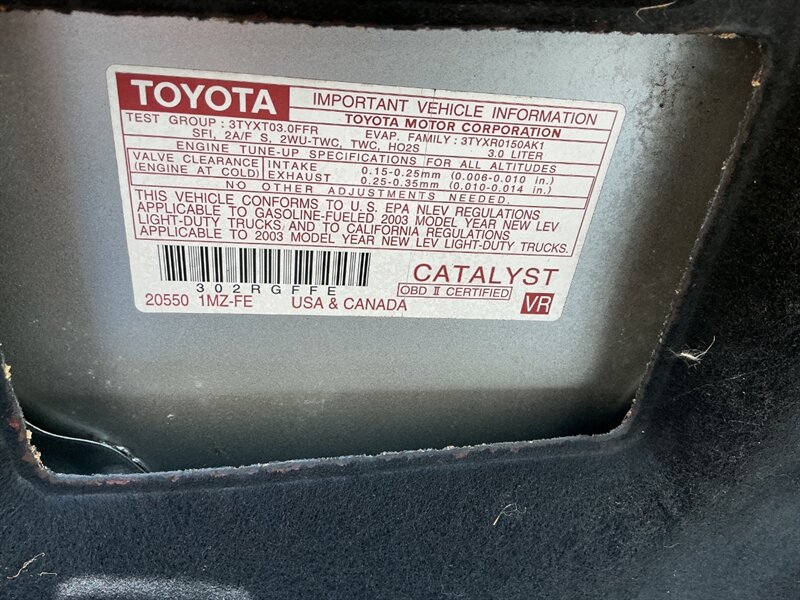 TOYOTA IMPORTANT VEHICLE INFORMATION
TOYOTA MOTOR CORPORATION
TEST GROUP : 3TYXT03.0FFR EVAP. FAMILY : 3TYXR0150AK1
SFI, 2A/F S, 2WU-TWC, TWC, HO2S 3.0 LITER
ENGINE TUNE-UP SPECIFICATIONS FOR ALL ALTITUDES
VALVE CLEARANCE INTAKE 0.15-0.25mm (0.006-0.010 in.)
(ENGINE AT COLD) EXHAUST 0.25-0.35mm (0.010-0.014 in.)
NO OTHER ADJUSTMENTS NEEDED.
THIS VEHICLE CONFORMS TO U.S. EPA NLEV REGULATIONS
APPLICABLE TO GASOLINE-FUELED 2003 MODEL YEAR NEW LEV
LIGHT-DUTY TRUCKS AND TO CALIFORNIA REGULATIONS
APPLICABLE TO 2003 MODEL YEAR NEW LEV LIGHT-DUTY TRUCKS.
302RGFFE
CATALYST
OBD II CERTIFIED
20550 1MZ-FE USA & CANADA VR